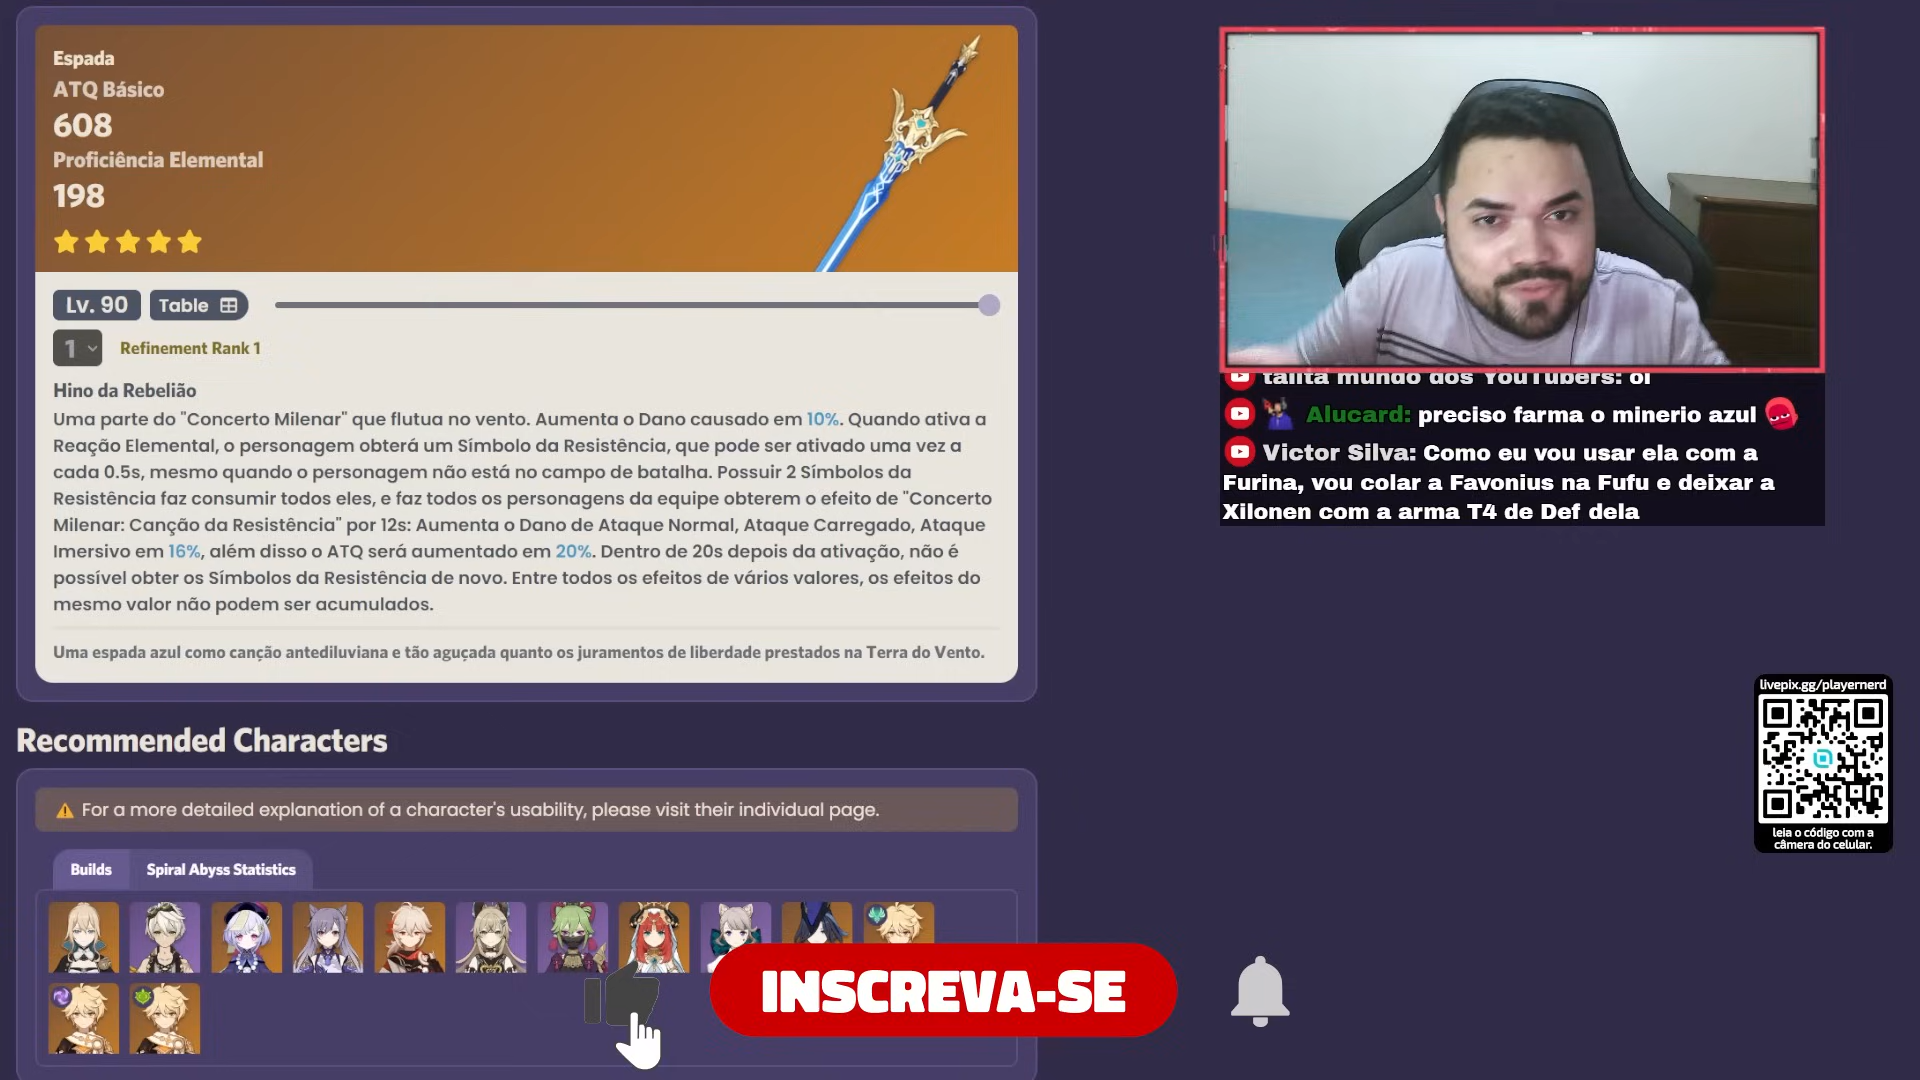 Espada
ATQ Básico
608
Proficiência Elemental
198
Lv. 90
Table
1
Refinement Rank 1
Hino da Rebelião
Uma parte do "Concerto Milenar" que flutua no vento. Aumenta o Dano causado em 10%. Quando ativa a
Reação Elemental, o personagem obterá um Símbolo da Resistência, que pode ser ativado uma vez a
cada 0.5s, mesmo quando o personagem não está no campo de batalha. Possuir 2 Símbolos da
Resistência faz consumir todos eles, e faz todos os personagens da equipe obterem o efeito de "Concerto
Milenar: Canção da Resistência" por 12s: Aumenta o Dano de Ataque Normal, Ataque Carregado, Ataque
Imersivo em 16%, além disso o ATQ será aumentado em 20%. Dentro de 20s depois da ativação, não é
possível obter os Símbolos da Resistência de novo. Entre todos os efeitos de vários valores, os efeitos do
mesmo valor não podem ser acumulados.
Uma espada azul como canção antediluviana e tão aguçada quanto os juramentos de liberdade prestados na Terra do Vento.
Recommended Characters
For a more detailed explanation of a character's usability, please visit their individual page.
Builds
Spiral Abyss Statistics
INSCREVA-SE
talita mundo dos YouTubers: oi
Alucard: preciso farma o minerio azul
Victor Silva: Como eu vou usar ela com a
Furina, vou colar a Favonius na Fufu e deixar a
Xilonen com a arma T4 de Def dela
livepix.gg/playernerd
leia o código com a
câmera do celular.